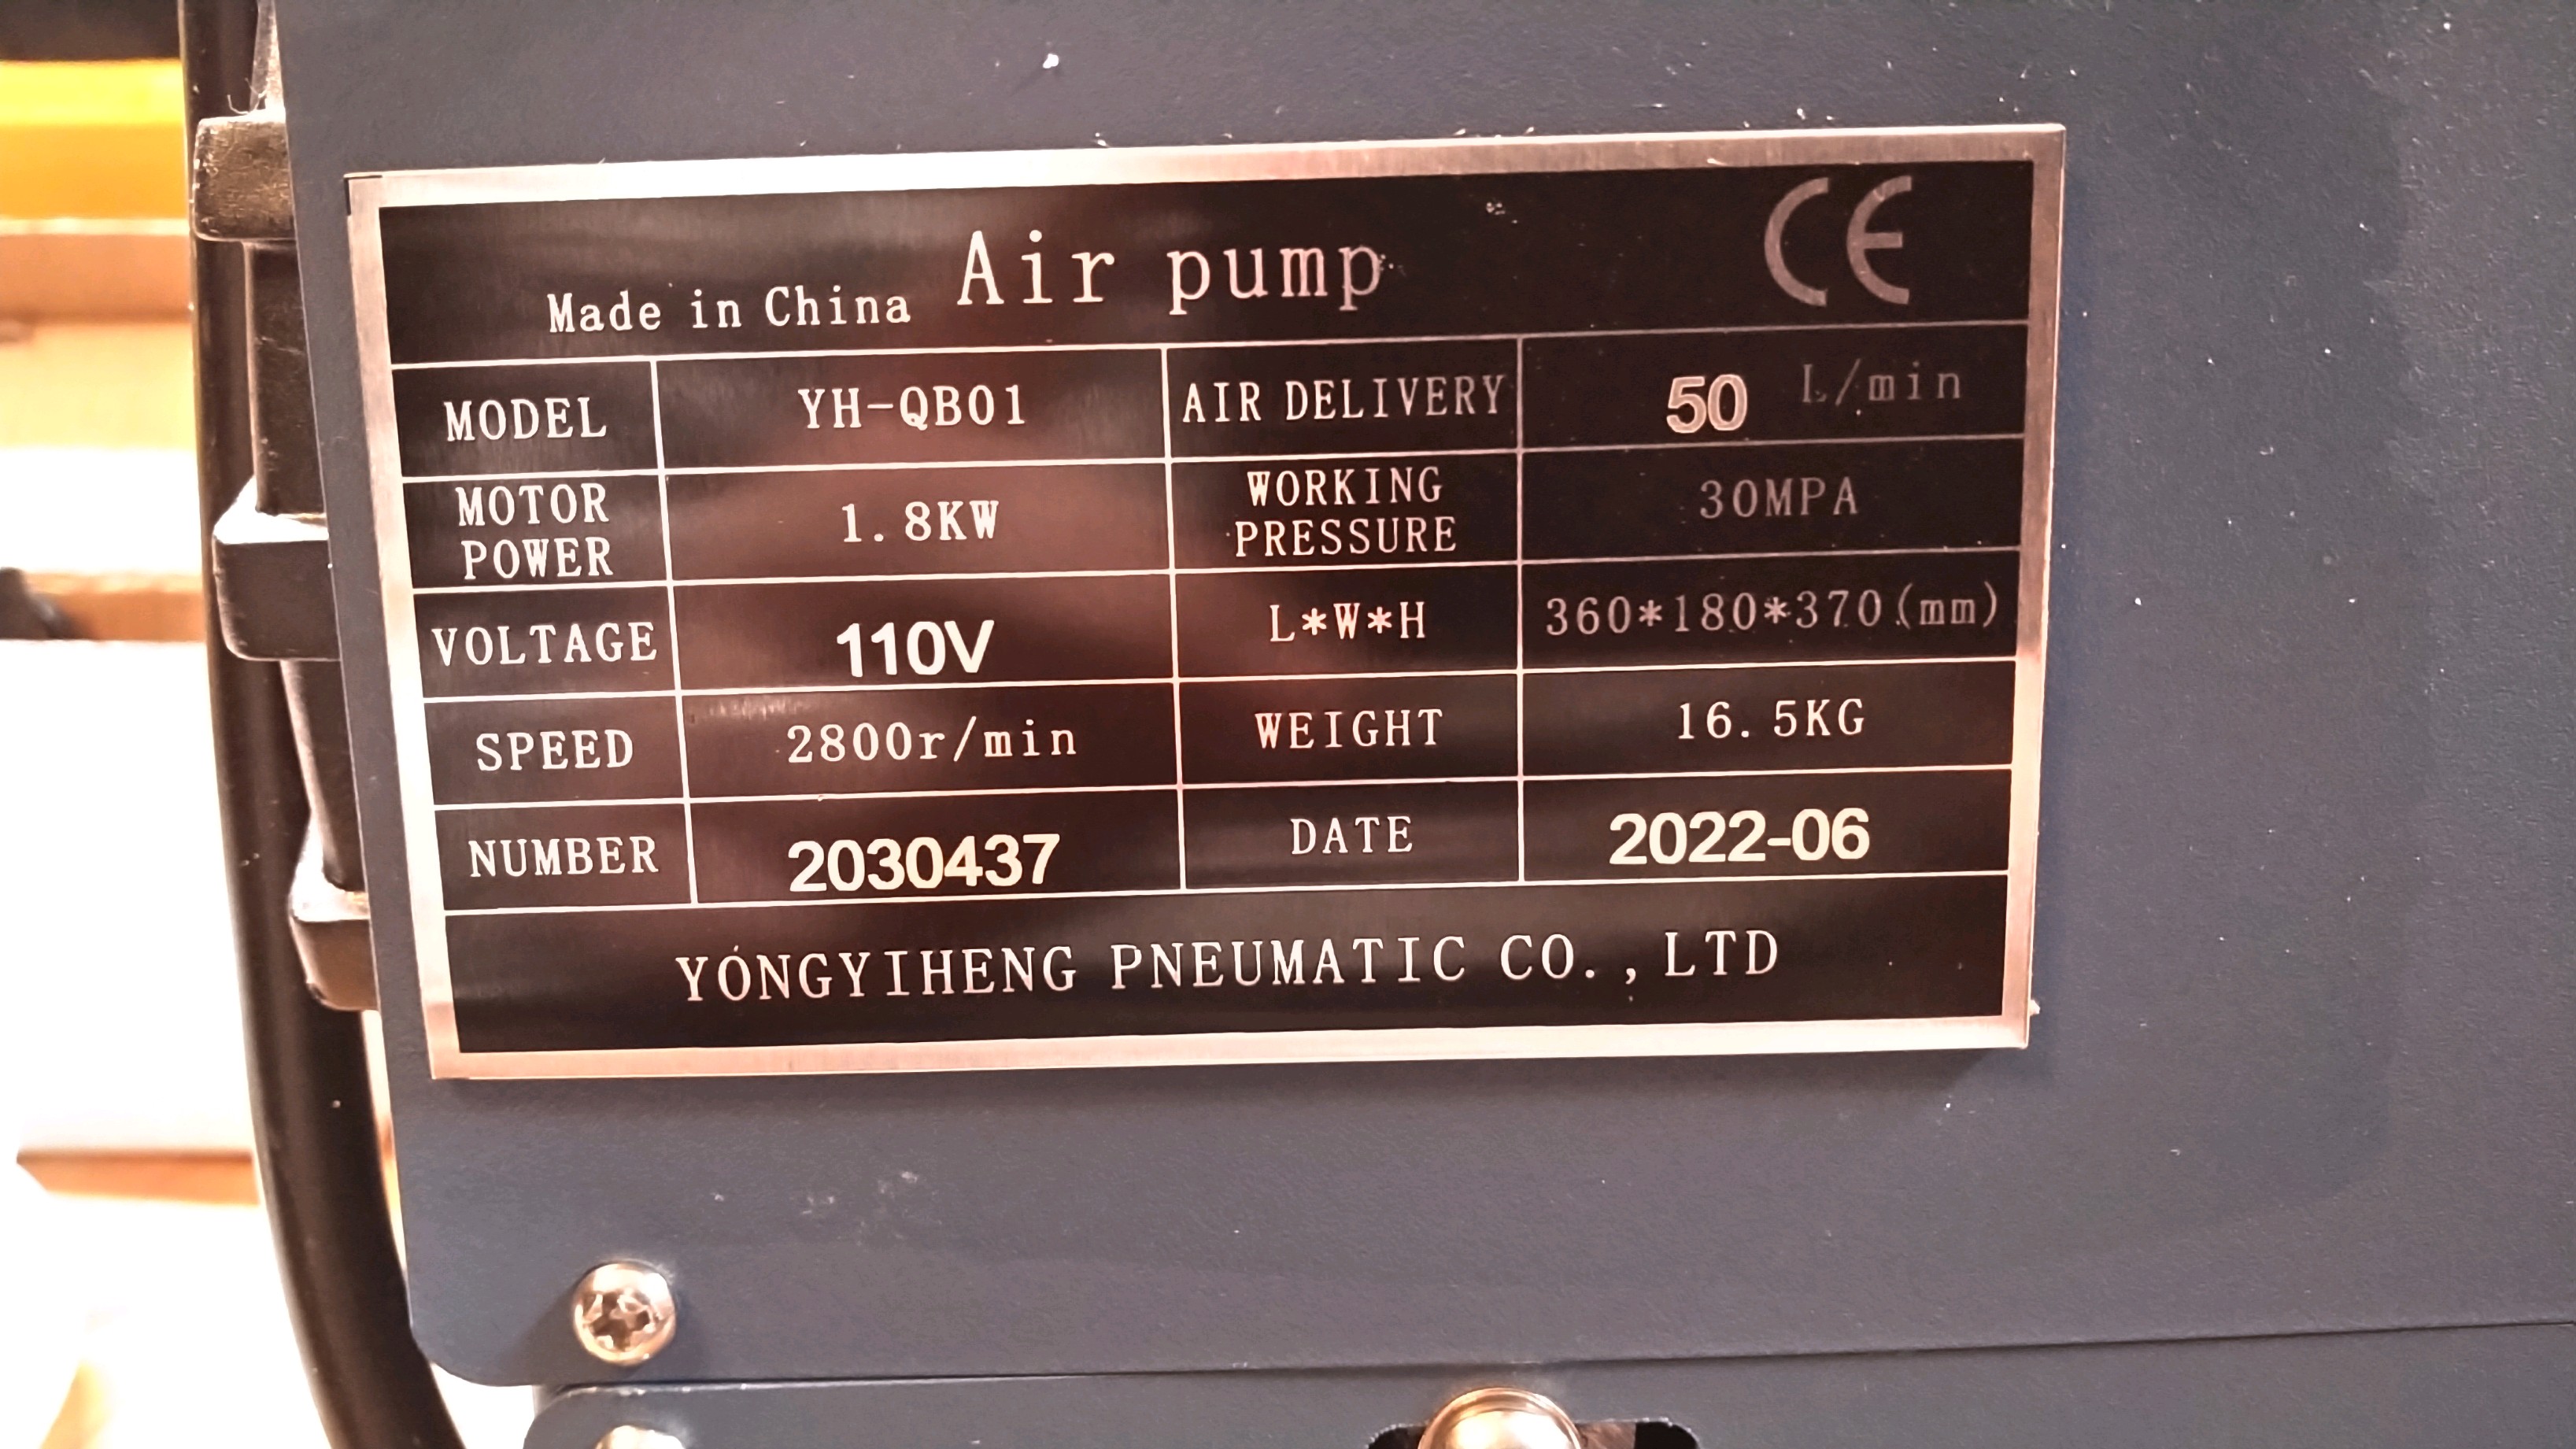 Made in China Air pump CE
MODEL YH-QB01 AIR DELIVERY 50 L/min
MOTOR POWER 1.8KW WORKING PRESSURE 30MPA
VOLTAGE 110V L*W*H 360*180*370(mm)
SPEED 2800r/min WEIGHT 16.5KG
NUMBER 2030437 DATE 2022-06
YONGYIHENG PNEUMATIC CO.,LTD